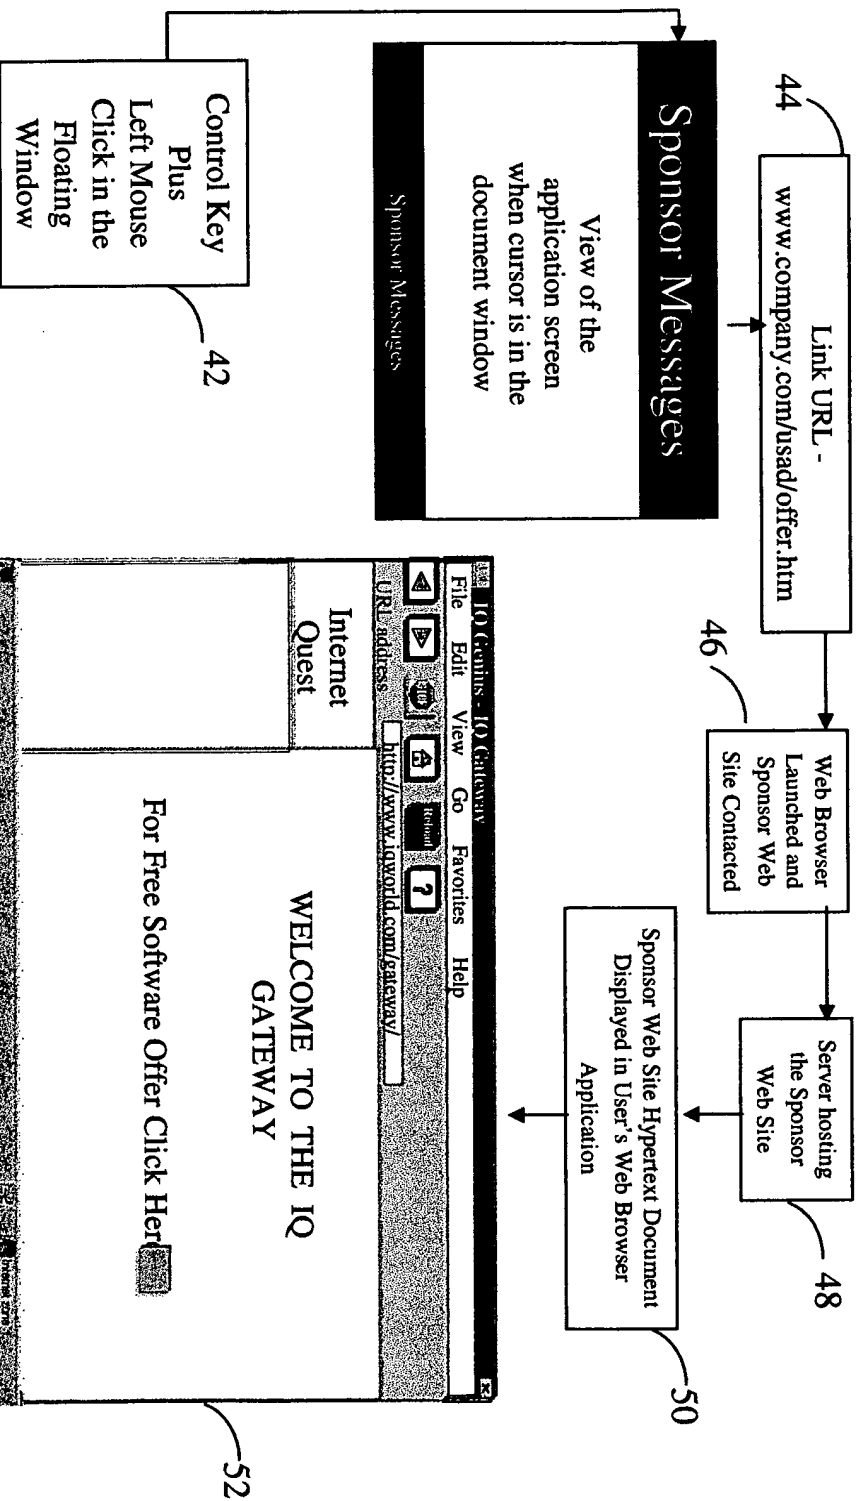 44
Link URL -
www.company.com/usad/offer.htm
46
Web Browser
Launched and
Sponsor Web
Site Contacted
Server hosting
the Sponsor
Web Site
48
Sponsor Messages
View of the
application screen
when cursor is in the
document window
Sponsor Messages
Sponsor Web Site Hypertext Document
Displayed in User's Web Browser
Application
50
Control Key
Plus
Left Mouse
Click in the
Floating
Window
42
IQ Genius - IQ Gateway
File Edit View Go Favorites Help
Reload ?
URL address http://www.iqworld.com/gateway/
Internet
Quest
WELCOME TO THE IQ
GATEWAY
For Free Software Offer Click Here
Internet zone
52